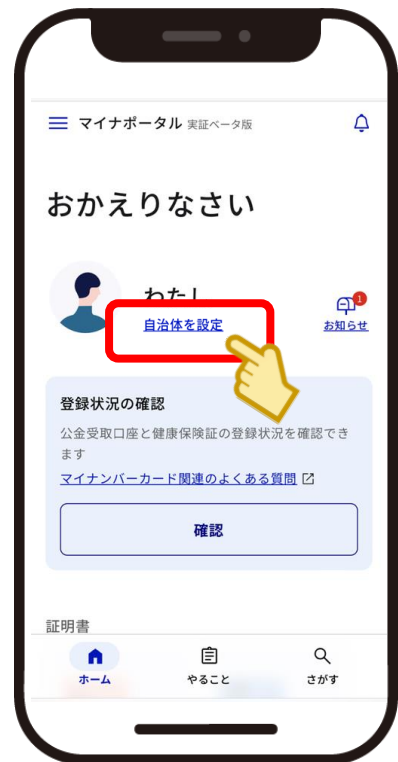 マイナポータル 実証ベータ版
おかえりなさい
わたし
自治体を設定
1
お知らせ
登録状況の確認
公金受取口座と健康保険証の登録状況を確認でき
ます
マイナンバーカード関連のよくある質問
確認
証明書
ホーム
やること
さがす